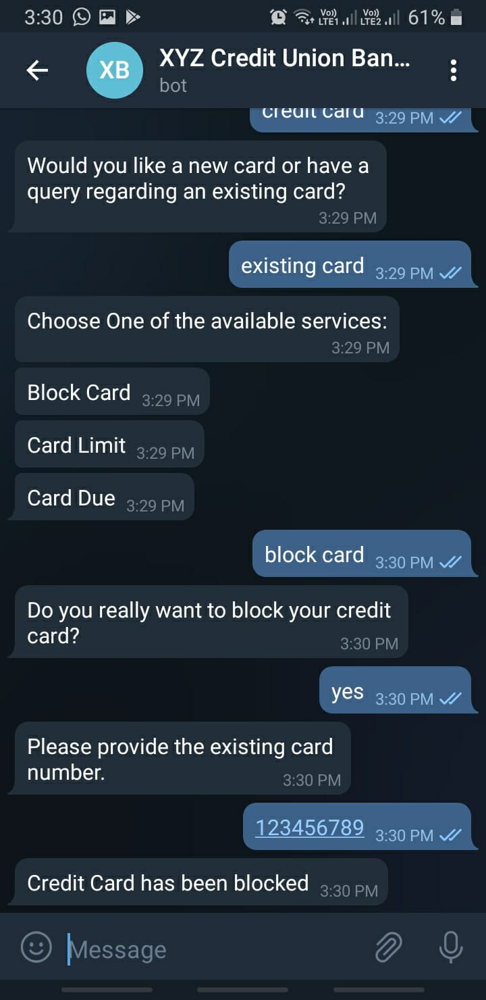 3:30 Vo)) LTE1 Vo)) LTE2 61%
XB XYZ Credit Union Ban...
bot
credit card 3:29 PM
Would you like a new card or have a
query regarding an existing card?
3:29 PM
existing card 3:29 PM
Choose One of the available services:
3:29 PM
Block Card 3:29 PM
Card Limit 3:29 PM
Card Due 3:29 PM
block card 3:30 PM
Do you really want to block your credit
card? 3:30 PM
yes 3:30 PM
Please provide the existing card
number. 3:30 PM
123456789 3:30 PM
Credit Card has been blocked 3:30 PM
Message